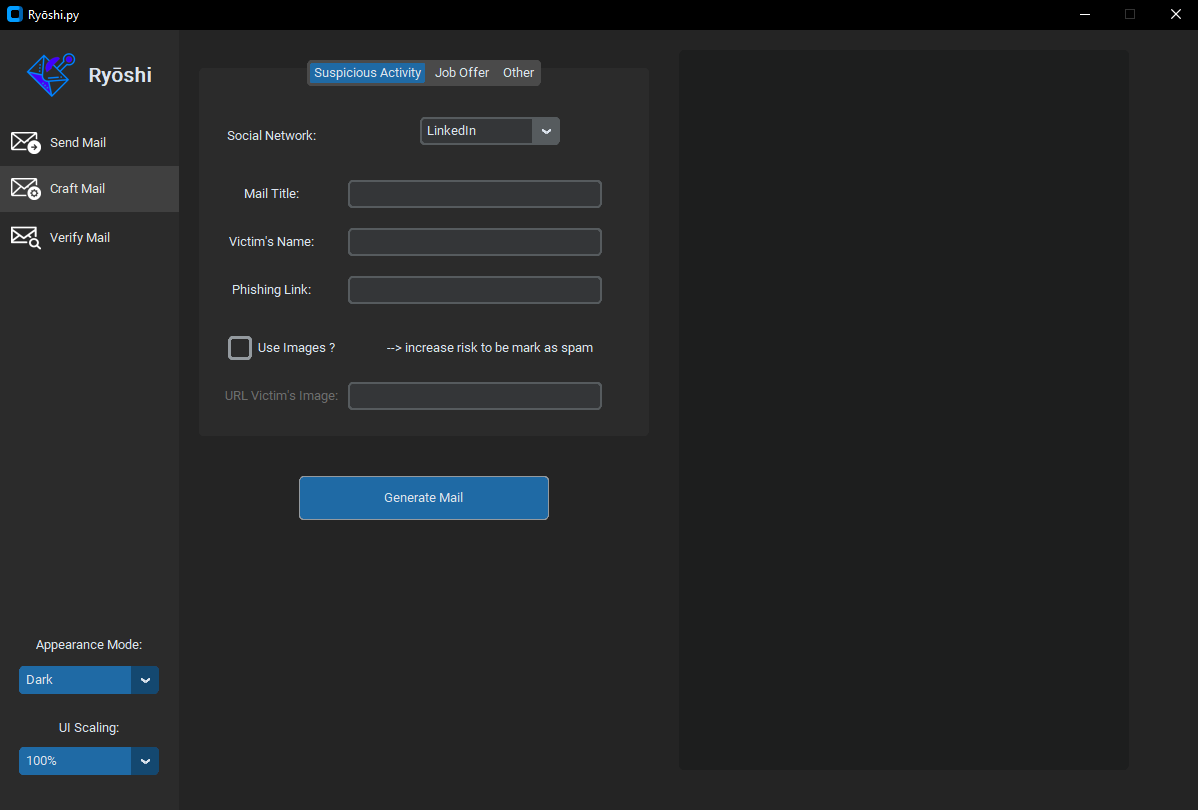 Ryōshi.py
Ryōshi
Send Mail
Craft Mail
Verify Mail
Appearance Mode:
Dark
UI Scaling:
100%
Suspicious Activity Job Offer Other
Social Network: LinkedIn
Mail Title:
Victim's Name:
Phishing Link:
Use Images ? --> increase risk to be mark as spam
URL Victim's Image:
Generate Mail